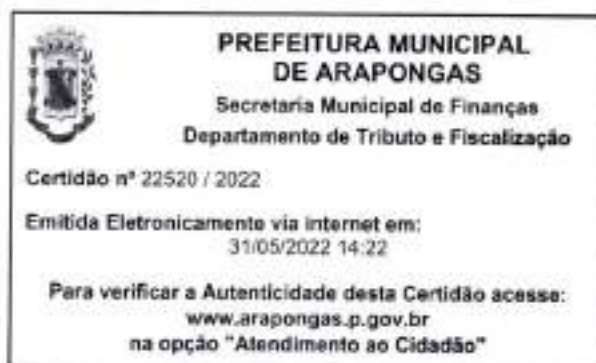 PREFEITURA MUNICIPAL
DE ARAPONGAS
Secretaria Municipal de Finanças
Departamento de Tributo e Fiscalização
Certidão nº 22520 / 2022
Emitida Eletronicamente via internet em:
31/05/2022 14:22
Para verificar a Autenticidade desta Certidão acesse:
www.arapongas.p.gov.br
na opção "Atendimento ao Cidadão"